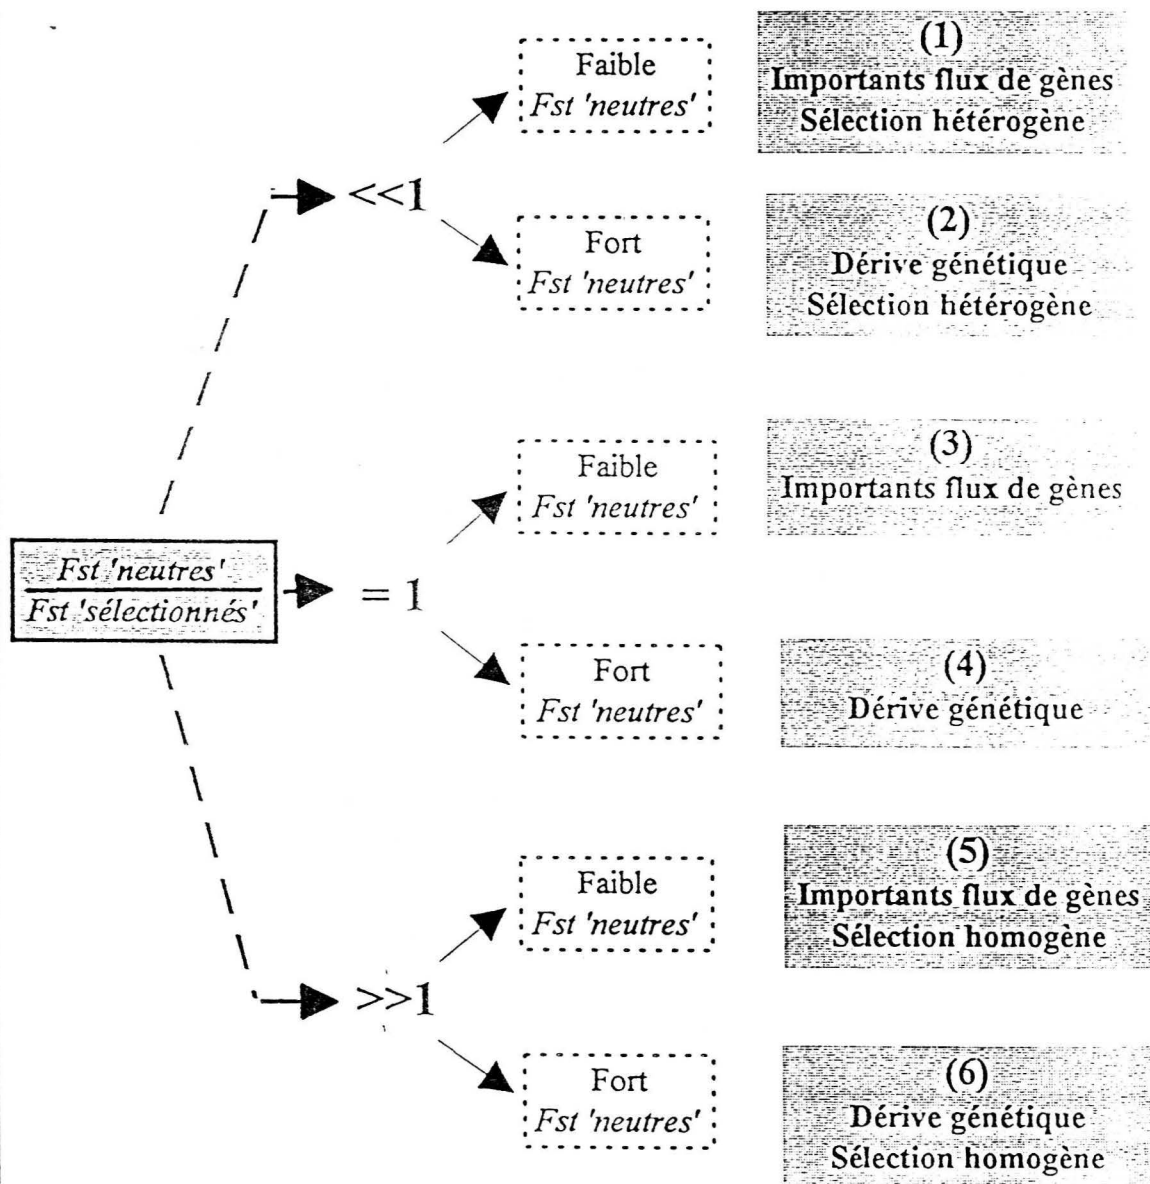 Faible
Fst 'neutres'
(1)
Importants flux de gènes
Sélection hétérogène
<<1
Fort
Fst 'neutres'
(2)
Dérive génétique
Sélection hétérogène
Faible
Fst 'neutres'
(3)
Importants flux de gènes
Fst 'neutres'
Fst 'sélectionnés'
= 1
Fort
Fst 'neutres'
(4)
Dérive génétique
Faible
Fst 'neutres'
(5)
Importants flux de gènes
Sélection homogène
>>1
Fort
Fst 'neutres'
(6)
Dérive génétique
Sélection homogène